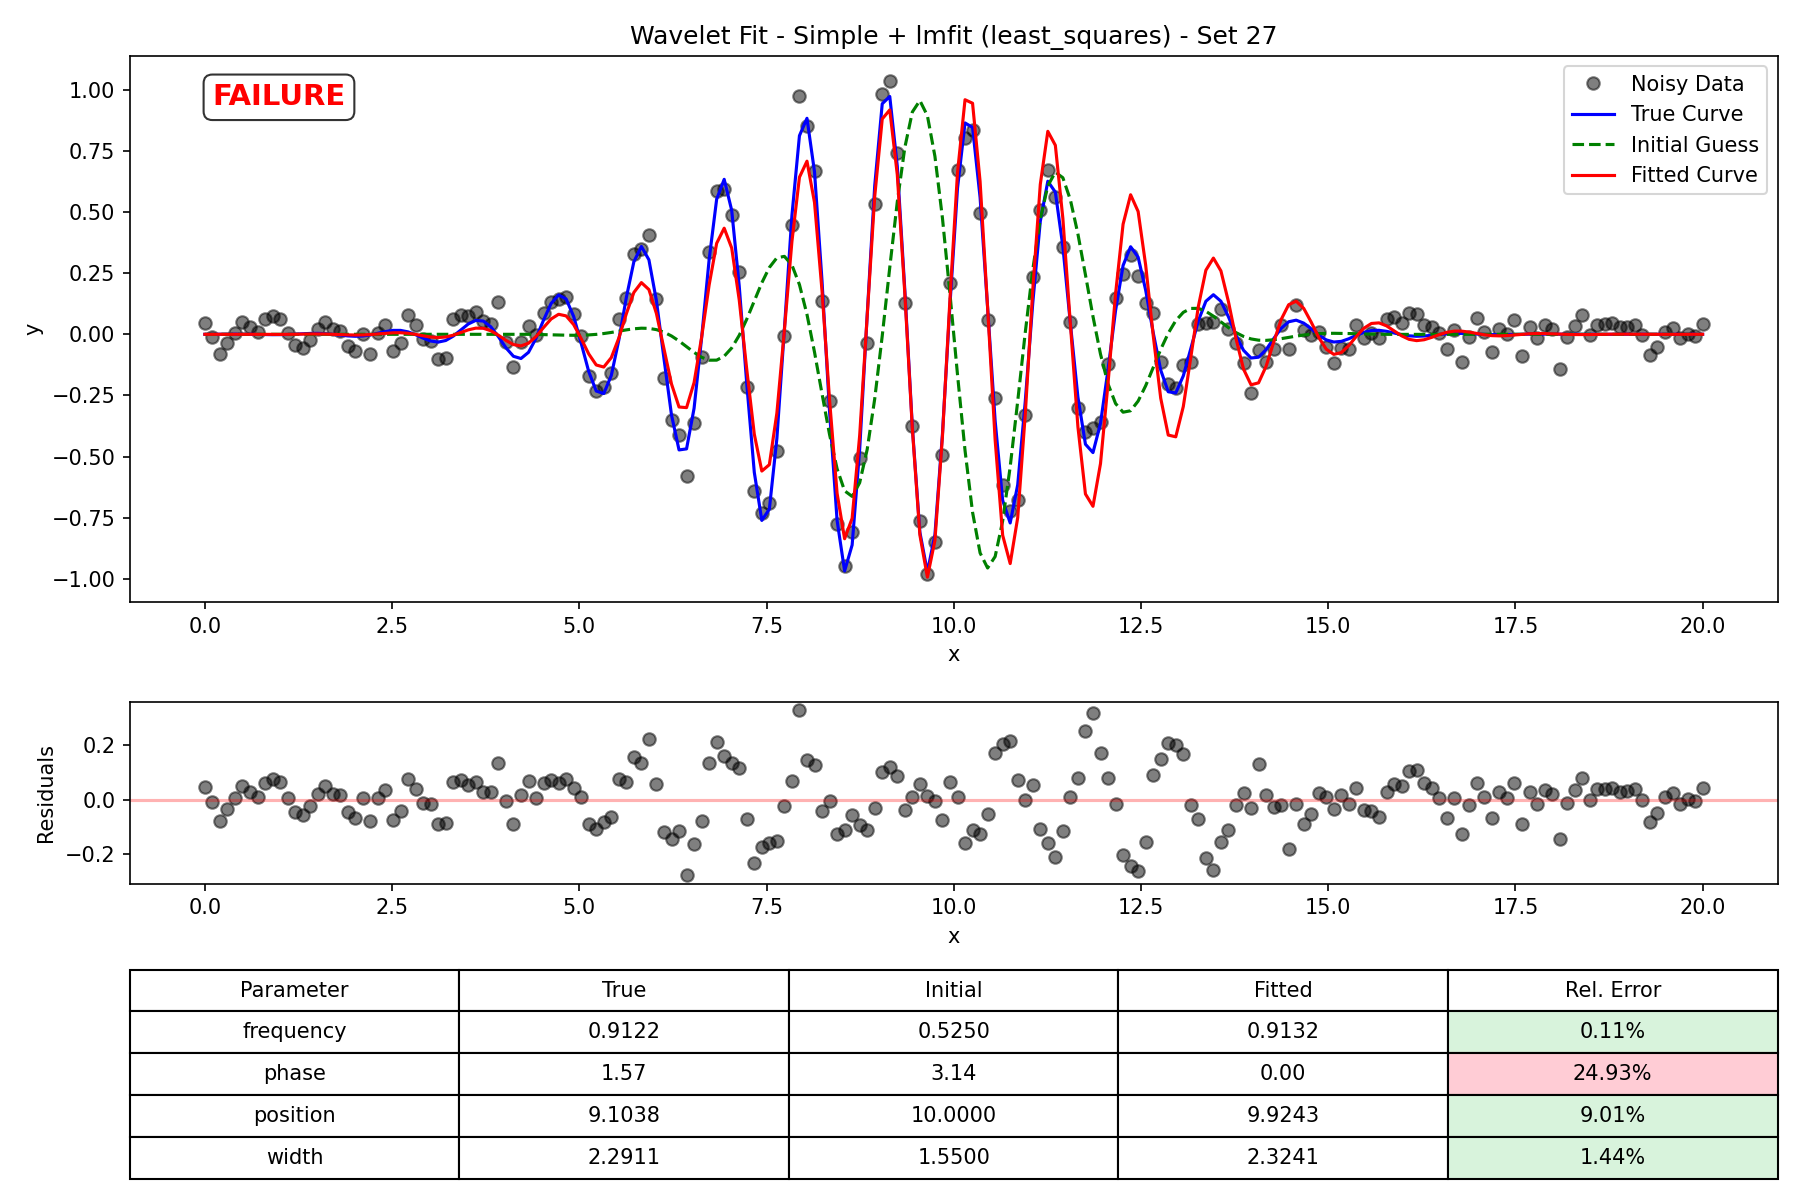 Wavelet Fit - Simple + lmfit (least_squares) - Set 27
FAILURE
Noisy Data
True Curve
Initial Guess
Fitted Curve
y
1.00
0.75
0.50
0.25
0.00
−0.25
−0.50
−0.75
−1.00
0.0 2.5 5.0 7.5 10.0 12.5 15.0 17.5 20.0
x
Residuals
0.2
0.0
−0.2
0.0 2.5 5.0 7.5 10.0 12.5 15.0 17.5 20.0
x
Parameter True Initial Fitted Rel. Error
frequency 0.9122 0.5250 0.9132 0.11%
phase 1.57 3.14 0.00 24.93%
position 9.1038 10.0000 9.9243 9.01%
width 2.2911 1.5500 2.3241 1.44%